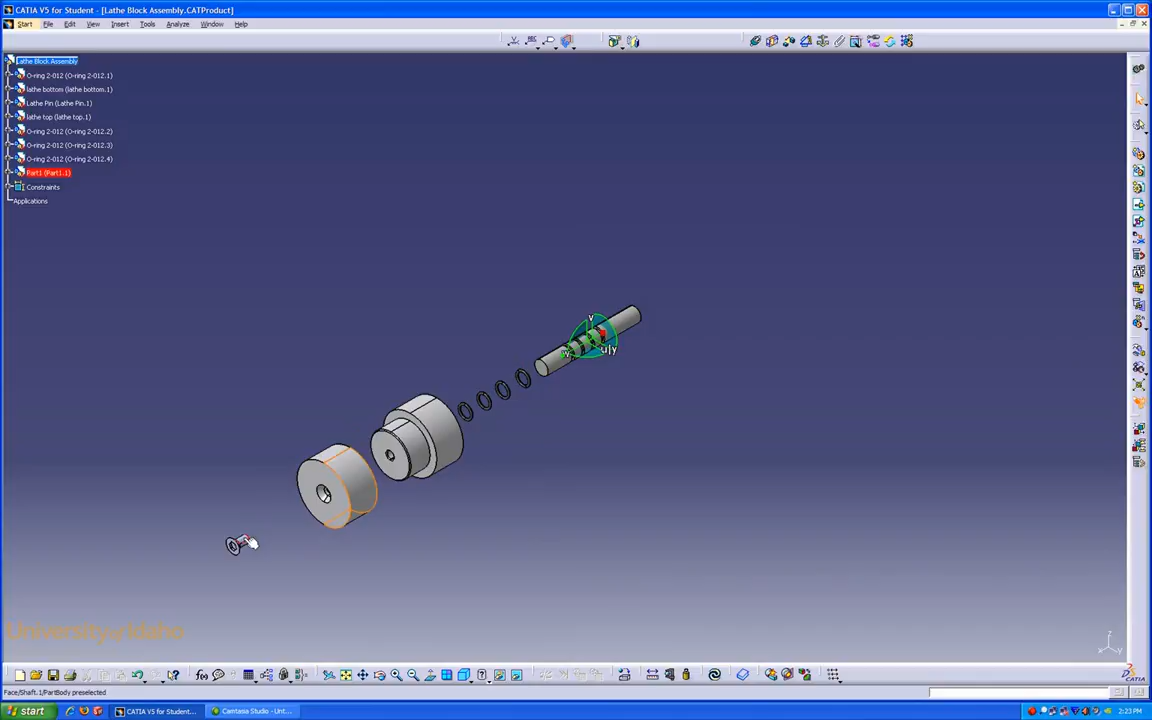 CATIA V5 for Student - [Lathe Block Assembly.CATProduct]
Start File Edit View Insert Tools Analyze Window Help
Lathe Block Assembly
O-ring 2-012 (O-ring 2-012.1)
lathe bottom (lathe bottom.1)
Lathe Pin (Lathe Pin.1)
lathe top (lathe top.1)
O-ring 2-012 (O-ring 2-012.2)
O-ring 2-012 (O-ring 2-012.3)
O-ring 2-012 (O-ring 2-012.4)
Part1 (Part1.1)
Constraints
Applications
v
u|y
University of Idaho
z
x y
CATIA
Face/Shaft.1/PartBody preselected
start CATIA V5 for Student... Camtasia Studio - Unt... 2:23 PM